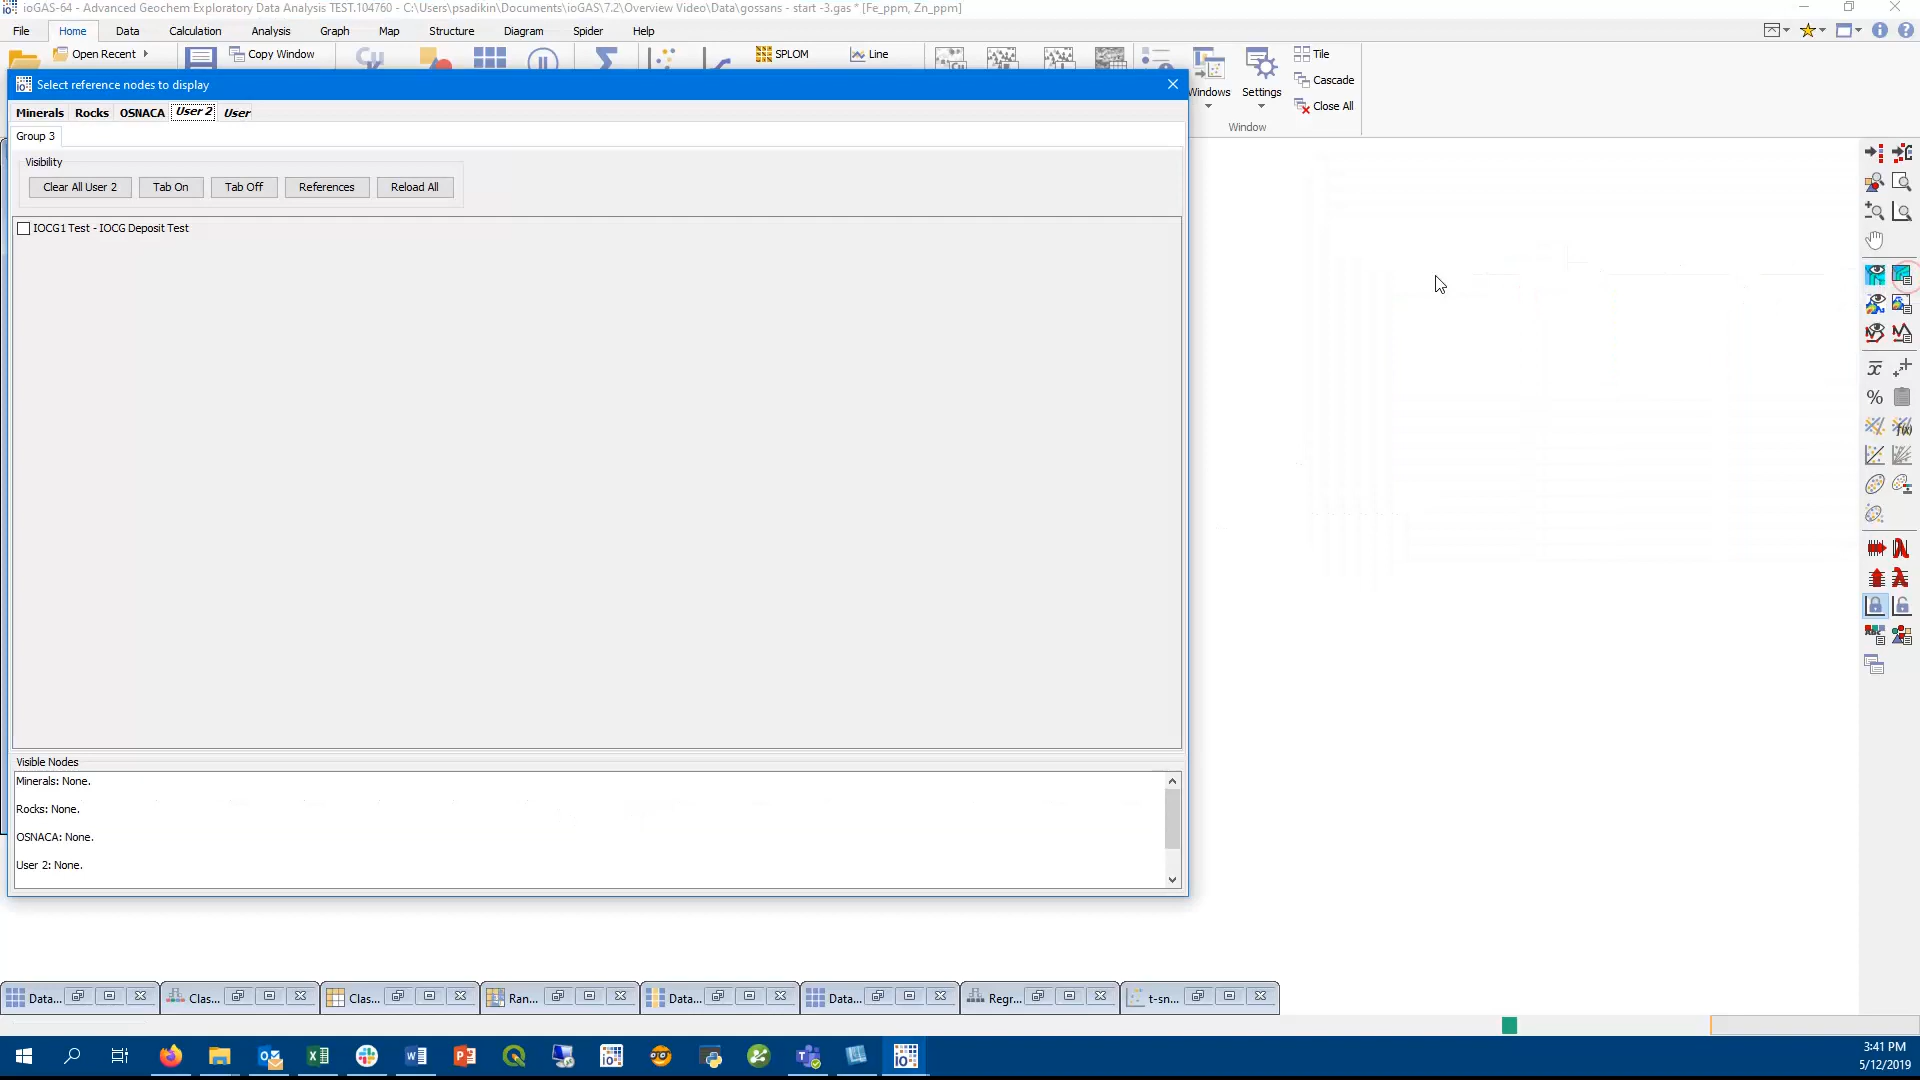 ioGAS-64 - Advanced Geochem Exploratory Data Analysis TEST.104760 - C:\Users\psadikin\Documents\ioGAS\7.2\Overview Video\Data\gossans - start -3.gas * [Fe_ppm, Zn_ppm]
File Home Data Calculation Analysis Graph Map Structure Diagram Spider Help
Open Recent Copy Window SPLOM Line Tile
Windows Settings Cascade
Close All
Window
Select reference nodes to display
Minerals Rocks OSNACA User 2 User
Group 3
Visibility
Clear All User 2 Tab On Tab Off References Reload All
IOCG1 Test - IOCG Deposit Test
Visible Nodes
Minerals: None.
Rocks: None.
OSNACA: None.
User 2: None.
Data... Clas... Clas... Ran... Data... Data... Regr... t-sn...
3:41 PM
5/12/2019